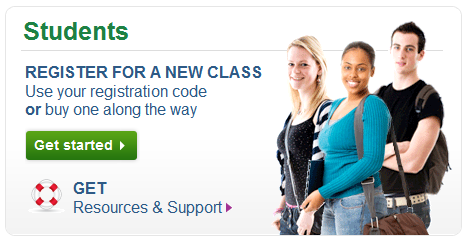 Students
REGISTER FOR A NEW CLASS
Use your registration code
or buy one along the way
Get started
GET
Resources & Support